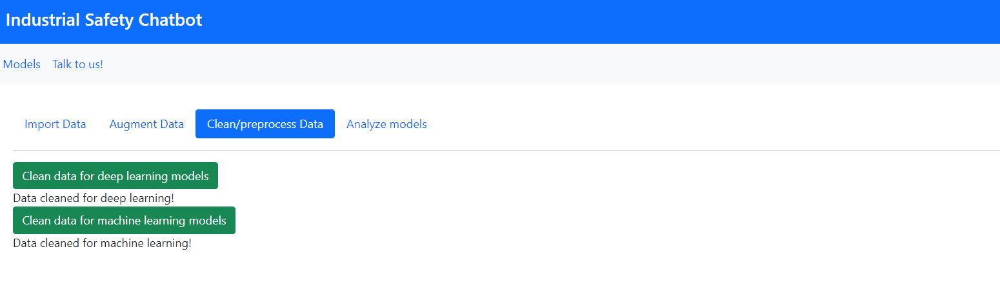 Industrial Safety Chatbot
Models Talk to us!
Import Data Augment Data Clean/preprocess Data Analyze models
Clean data for deep learning models
Data cleaned for deep learning!
Clean data for machine learning models
Data cleaned for machine learning!